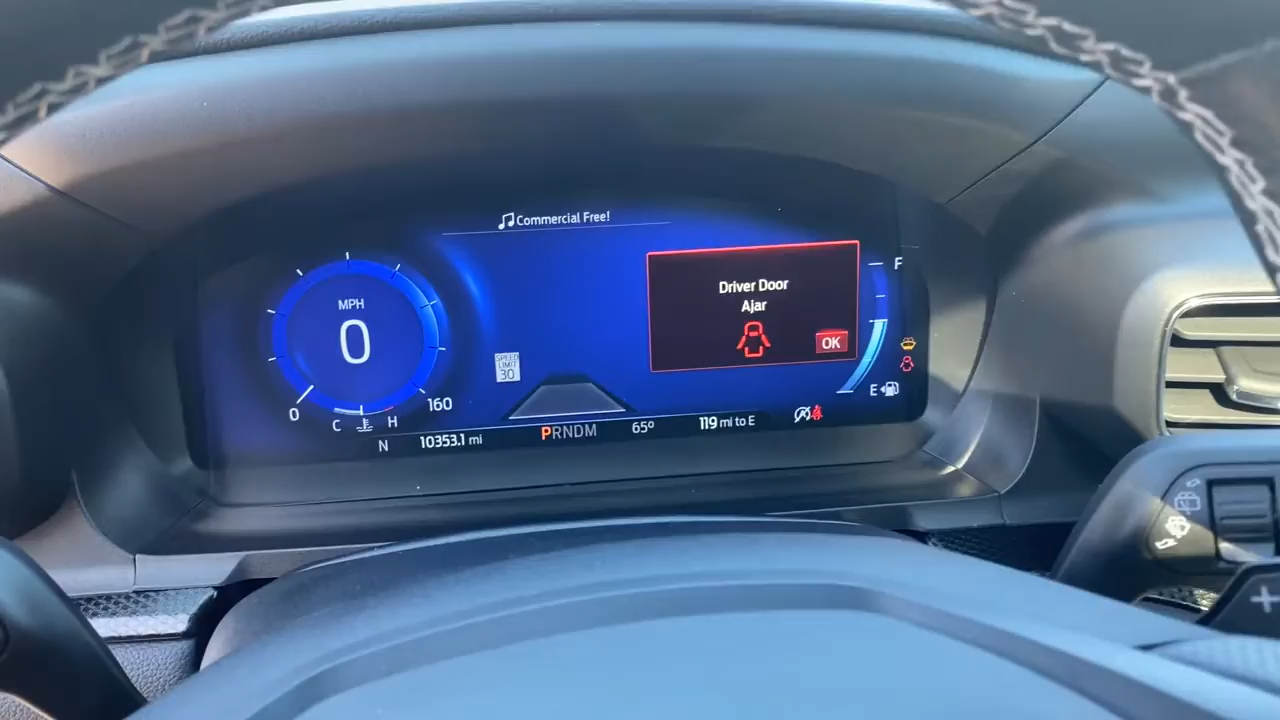 Commercial Free!
MPH
0
0
160
C
H
SPEED
LIMIT
30
Driver Door
Ajar
OK
F
E
N
10353.1 mi
PRNDM
65°
119 mi to E
+